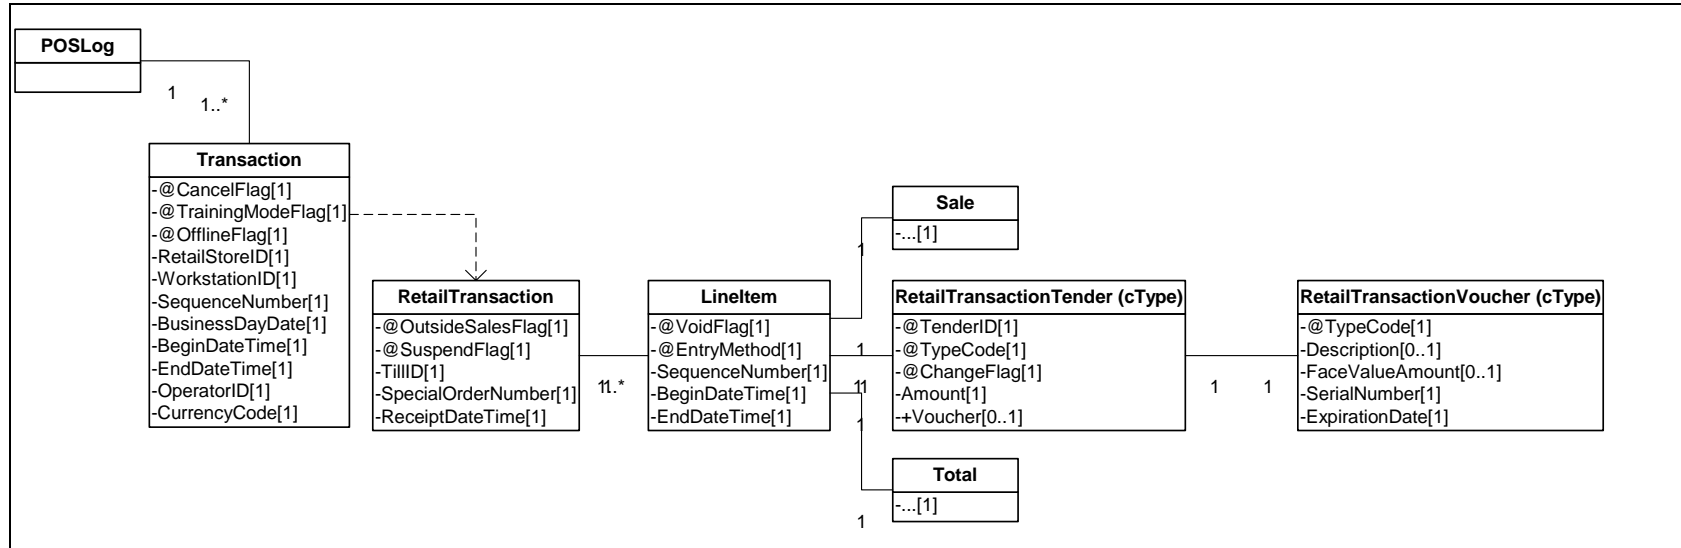 POSLog
1
1..*
Transaction
-@CancelFlag[1]
-@TrainingModeFlag[1]
-@OfflineFlag[1]
-RetailStoreID[1]
-WorkstationID[1]
-SequenceNumber[1]
-BusinessDayDate[1]
-BeginDateTime[1]
-EndDateTime[1]
-OperatorID[1]
-CurrencyCode[1]
RetailTransaction
-@OutsideSalesFlag[1]
-@SuspendFlag[1]
-TillID[1]
-SpecialOrderNumber[1]
-ReceiptDateTime[1]
1
1..*
LineItem
-@VoidFlag[1]
-@EntryMethod[1]
-SequenceNumber[1]
-BeginDateTime[1]
-EndDateTime[1]
1
1
1
1
1
1
Sale
-...[1]
RetailTransactionTender (cType)
-@TenderID[1]
-@TypeCode[1]
-@ChangeFlag[1]
-Amount[1]
-+Voucher[0..1]
Total
-...[1]
1
1
RetailTransactionVoucher (cType)
-@TypeCode[1]
-Description[0..1]
-FaceValueAmount[0..1]
-SerialNumber[1]
-ExpirationDate[1]